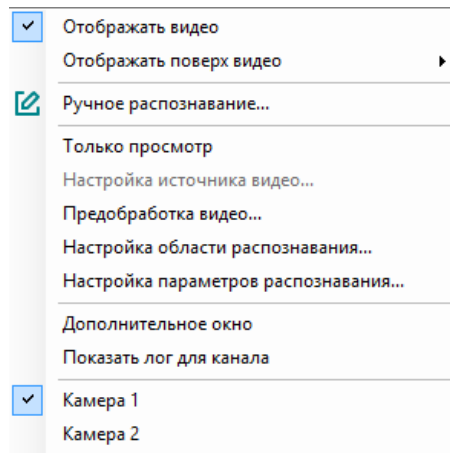 Отображать видео
Отображать поверх видео
Ручное распознавание...
Только просмотр
Настройка источника видео...
Предобработка видео...
Настройка области распознавания...
Настройка параметров распознавания...
Дополнительное окно
Показать лог для канала
Камера 1
Камера 2